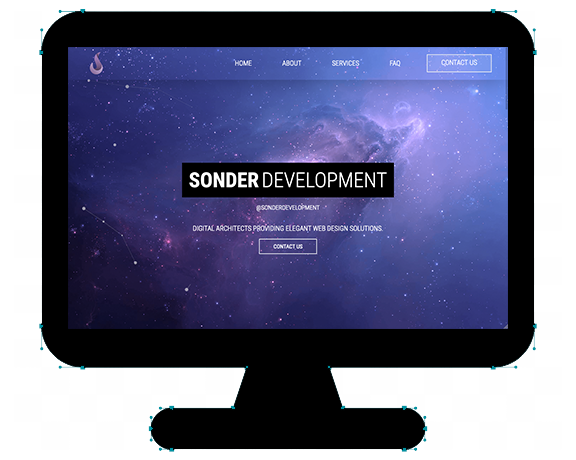 HOME ABOUT SERVICES FAQ CONTACT US
SONDER DEVELOPMENT
@SONDERDEVELOPMENT
DIGITAL ARCHITECTS PROVIDING ELEGANT WEB DESIGN SOLUTIONS.
CONTACT US